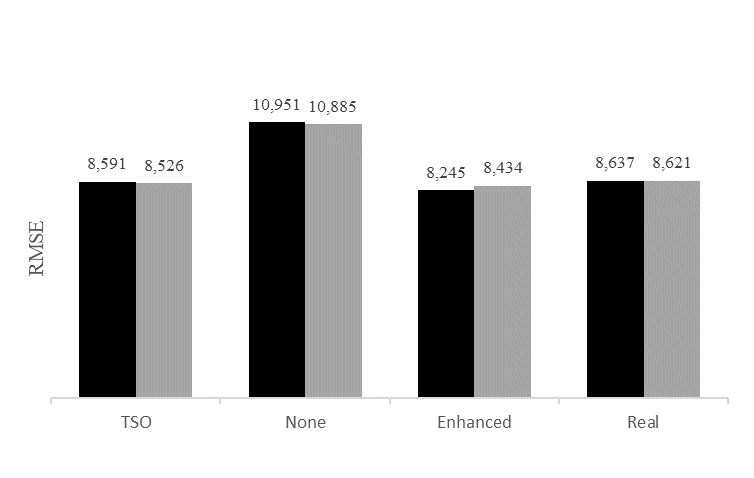 10,951 10,885
8,591 8,526
8,245 8,434
8,637 8,621
RMSE
TSO None Enhanced Real